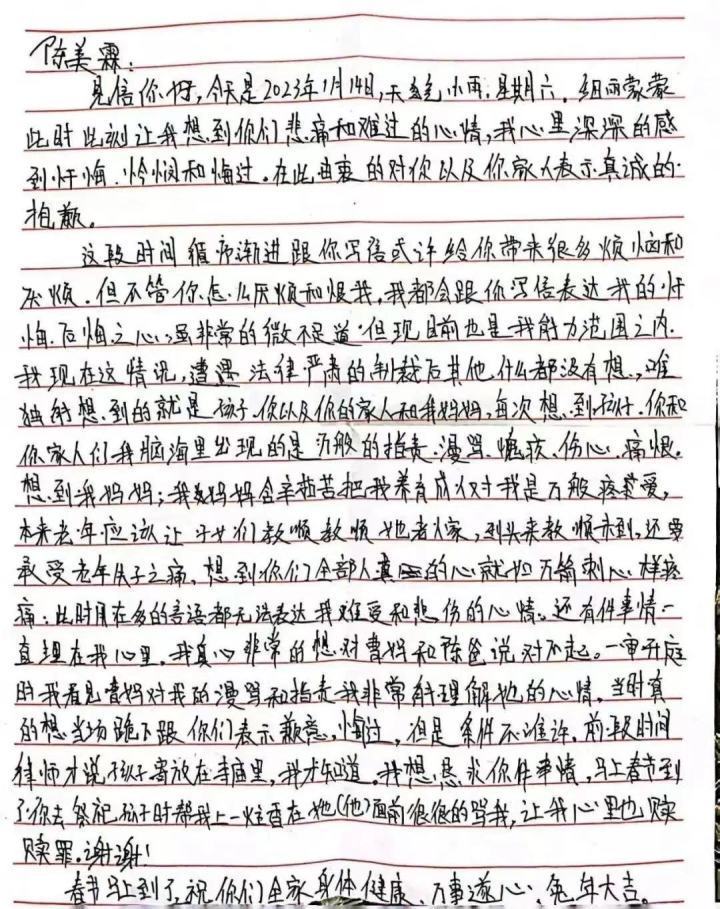 陈美霖：
见信你好，今天是2023年1月14日，天气小雨，星期六，细雨蒙蒙
此时此刻让我想到你们悲痛和难过的心情，我心里深深的感
到忏悔、怜悯和悔过。在此由衷的对你以及你家人表示真诚的
抱歉。
这段时间循序渐进跟你写信或许给你带来很多烦恼和
厌烦，但不管你怎么厌烦和恨我，我都会跟你写信表达我的忏
悔、后悔之心，虽非常的微不足道，但现目前也是我能力范围之内，
我现在这情况，遭遇法律严肃的制裁后其他什么都没有想，唯
独能想到的就是孩子、你以及你的家人和我妈妈，每次想到孩子、你和
你家人们我脑海里出现的是万般的指责、漫骂、愧疚、伤心、痛恨，
想到我妈妈；我妈妈含辛茹苦把我养育成人对我是万般疼爱，
本来老年应该让子女们孝顺孝顺她老人家，到头来孝顺未到，还要
承受老年失子之痛，想到你们全部人真的心就如万箭刺心一样疼
痛；此时用在多的言语都无法表达我难受和悲伤的心情。还有件事情一
直埋在我心里，我真心非常的想对曹妈和陈爸说对不起。一审开庭
时我看见曹妈对我的漫骂和指责我非常能理解她的心情，当时真
的想当场跪下跟你们表示歉意，悔过，但是条件不准许，前段时间
律师才说孩子寄放在寺庙里，我才知道，我想恳求你件事情，马上春节到
了你去祭祀孩子时帮我上一炷香在她(他)面前很很的骂我，让我心里也赎
赎罪。谢谢！
春节马上到了，祝你们全家身体健康、万事遂心、兔年大吉。